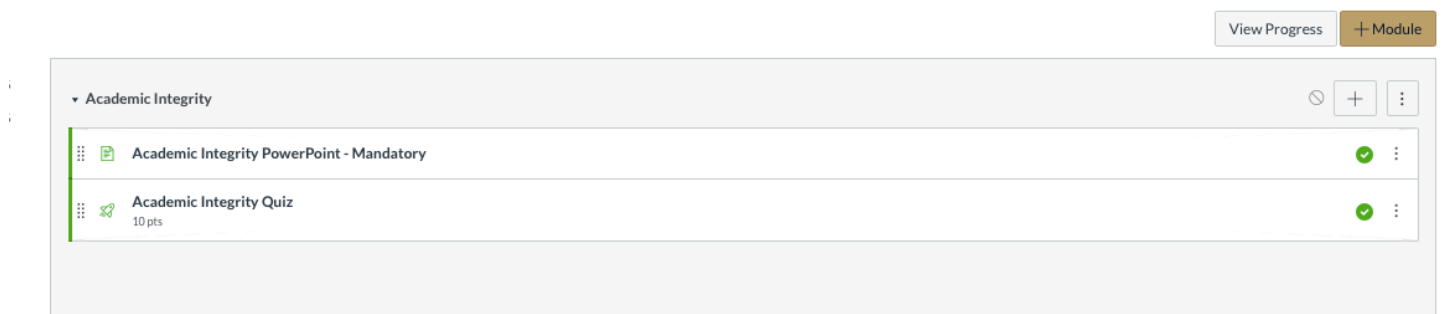 View Progress
+ Module
Academic Integrity
Academic Integrity PowerPoint - Mandatory
Academic Integrity Quiz
10 pts